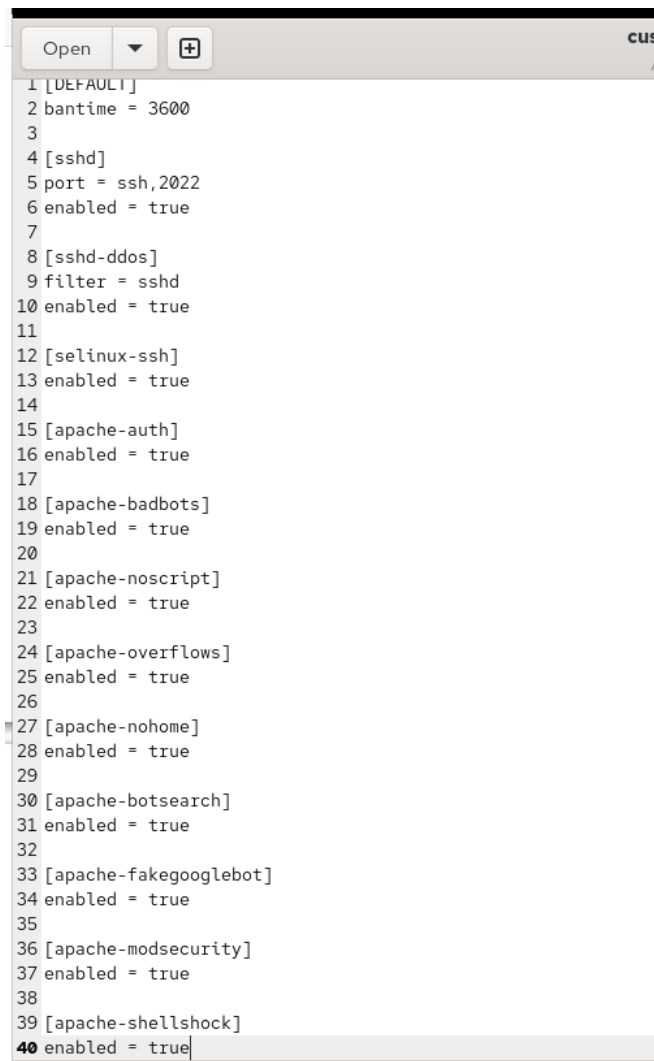 Open
cus
1 [DEFAULT]
2 bantime = 3600
3
4 [sshd]
5 port = ssh,2022
6 enabled = true
7
8 [sshd-ddos]
9 filter = sshd
10 enabled = true
11
12 [selinux-ssh]
13 enabled = true
14
15 [apache-auth]
16 enabled = true
17
18 [apache-badbots]
19 enabled = true
20
21 [apache-noscript]
22 enabled = true
23
24 [apache-overflows]
25 enabled = true
26
27 [apache-nohome]
28 enabled = true
29
30 [apache-botsearch]
31 enabled = true
32
33 [apache-fakegooglebot]
34 enabled = true
35
36 [apache-modsecurity]
37 enabled = true
38
39 [apache-shellshock]
40 enabled = true